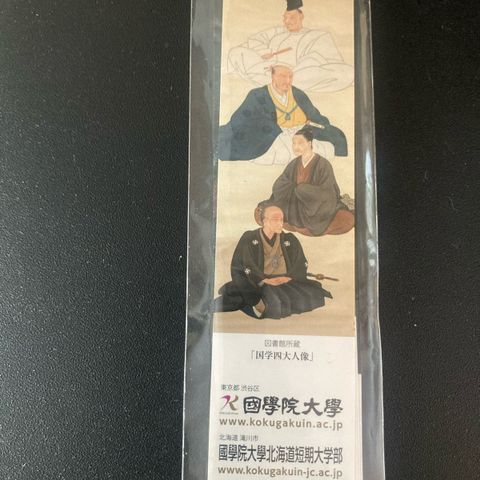 図書館所蔵
「国学四大人像」
東京都 渋谷区
國學院大學
www.kokugakuin.ac.jp
北海道 滝川市
國學院大學北海道短期大学部
www.kokugakuin-jc.ac.jp